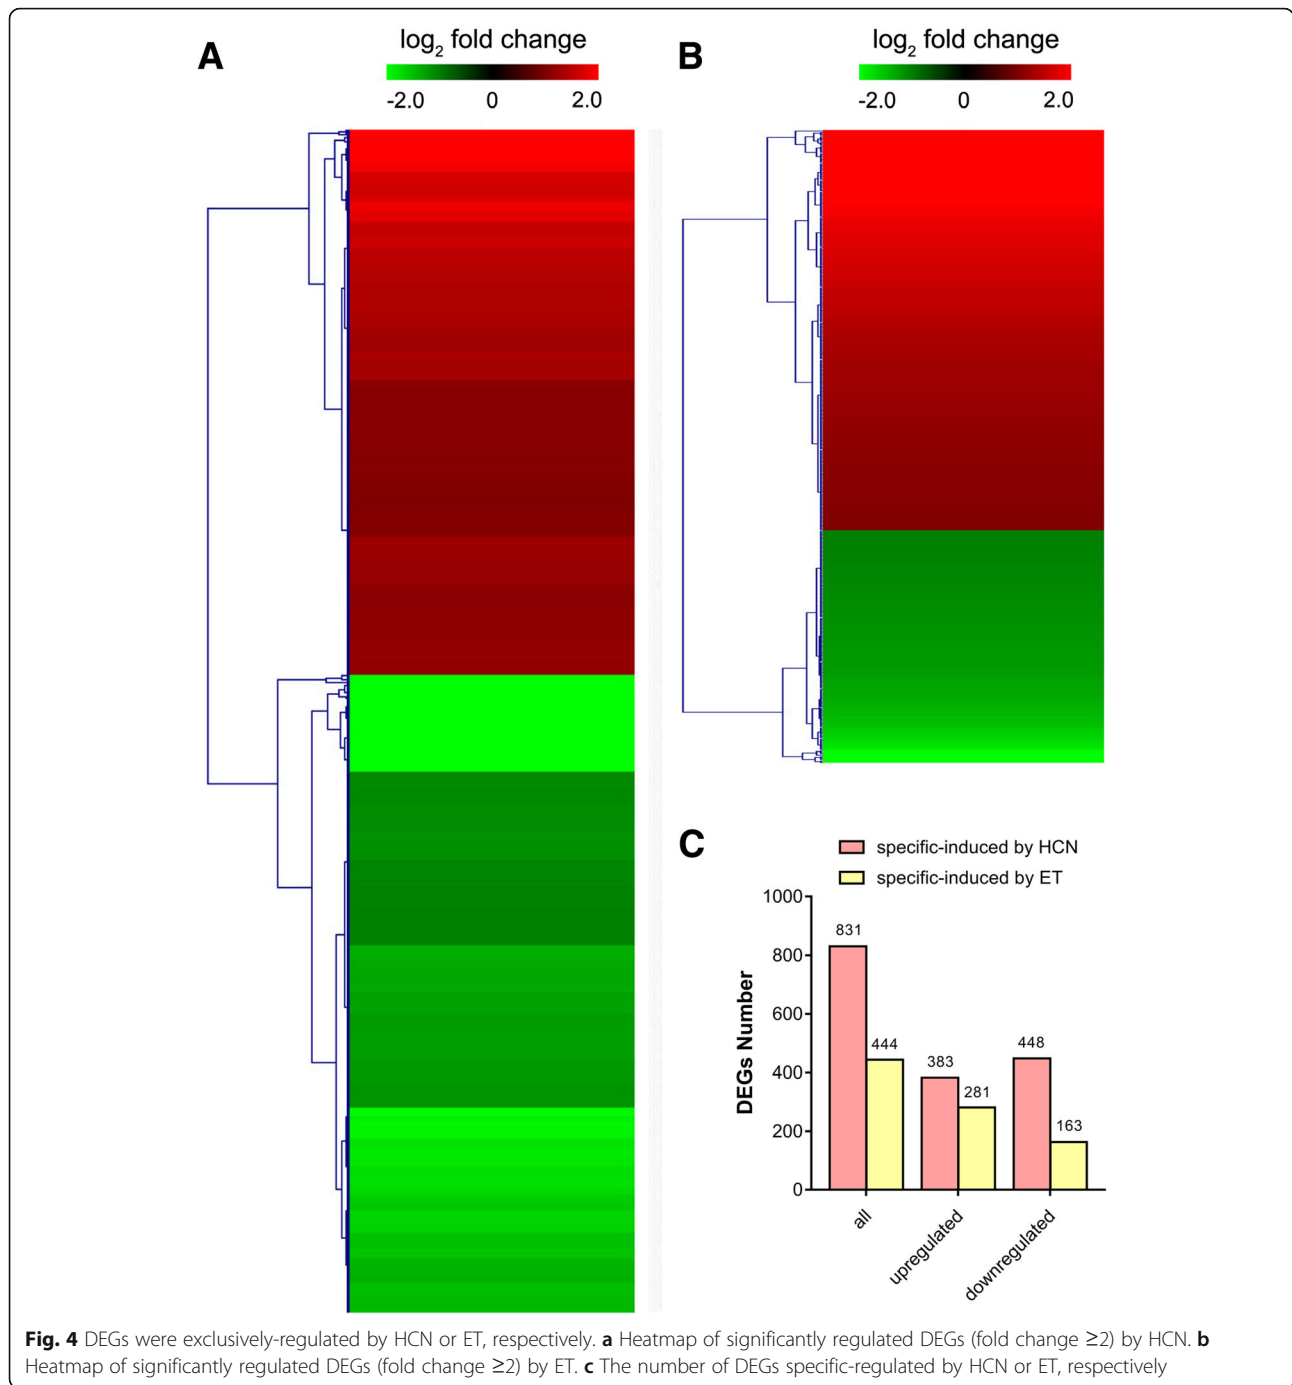 A
log2 fold change
-2.0 0 2.0
B
log2 fold change
-2.0 0 2.0
C
specific-induced by HCN
specific-induced by ET
DEGs Number
1000
800
600
400
200
0
831
444
383
281
448
163
all
upregulated
downregulated
Fig. 4 DEGs were exclusively-regulated by HCN or ET, respectively. a Heatmap of significantly regulated DEGs (fold change ≥2) by HCN. b
Heatmap of significantly regulated DEGs (fold change ≥2) by ET. c The number of DEGs specific-regulated by HCN or ET, respectively